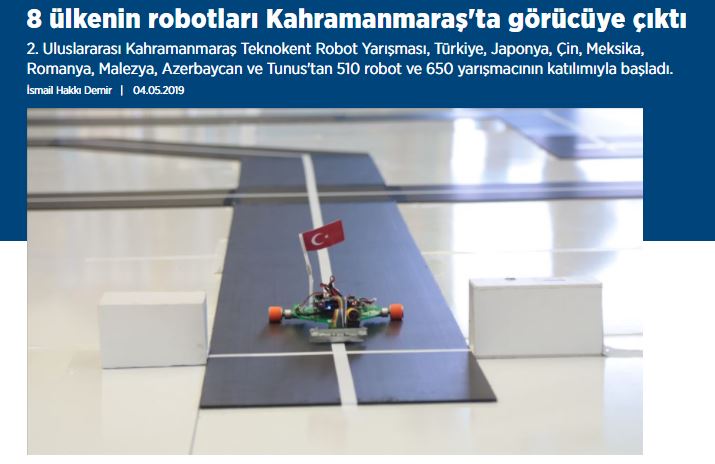 8 ülkenin robotları Kahramanmaraş'ta görücüye çıktı
2. Uluslararası Kahramanmaraş Teknokent Robot Yarışması, Türkiye, Japonya, Çin, Meksika,
Romanya, Malezya, Azerbaycan ve Tunus'tan 510 robot ve 650 yarışmacının katılımıyla başladı.
İsmail Hakkı Demir | 04.05.2019